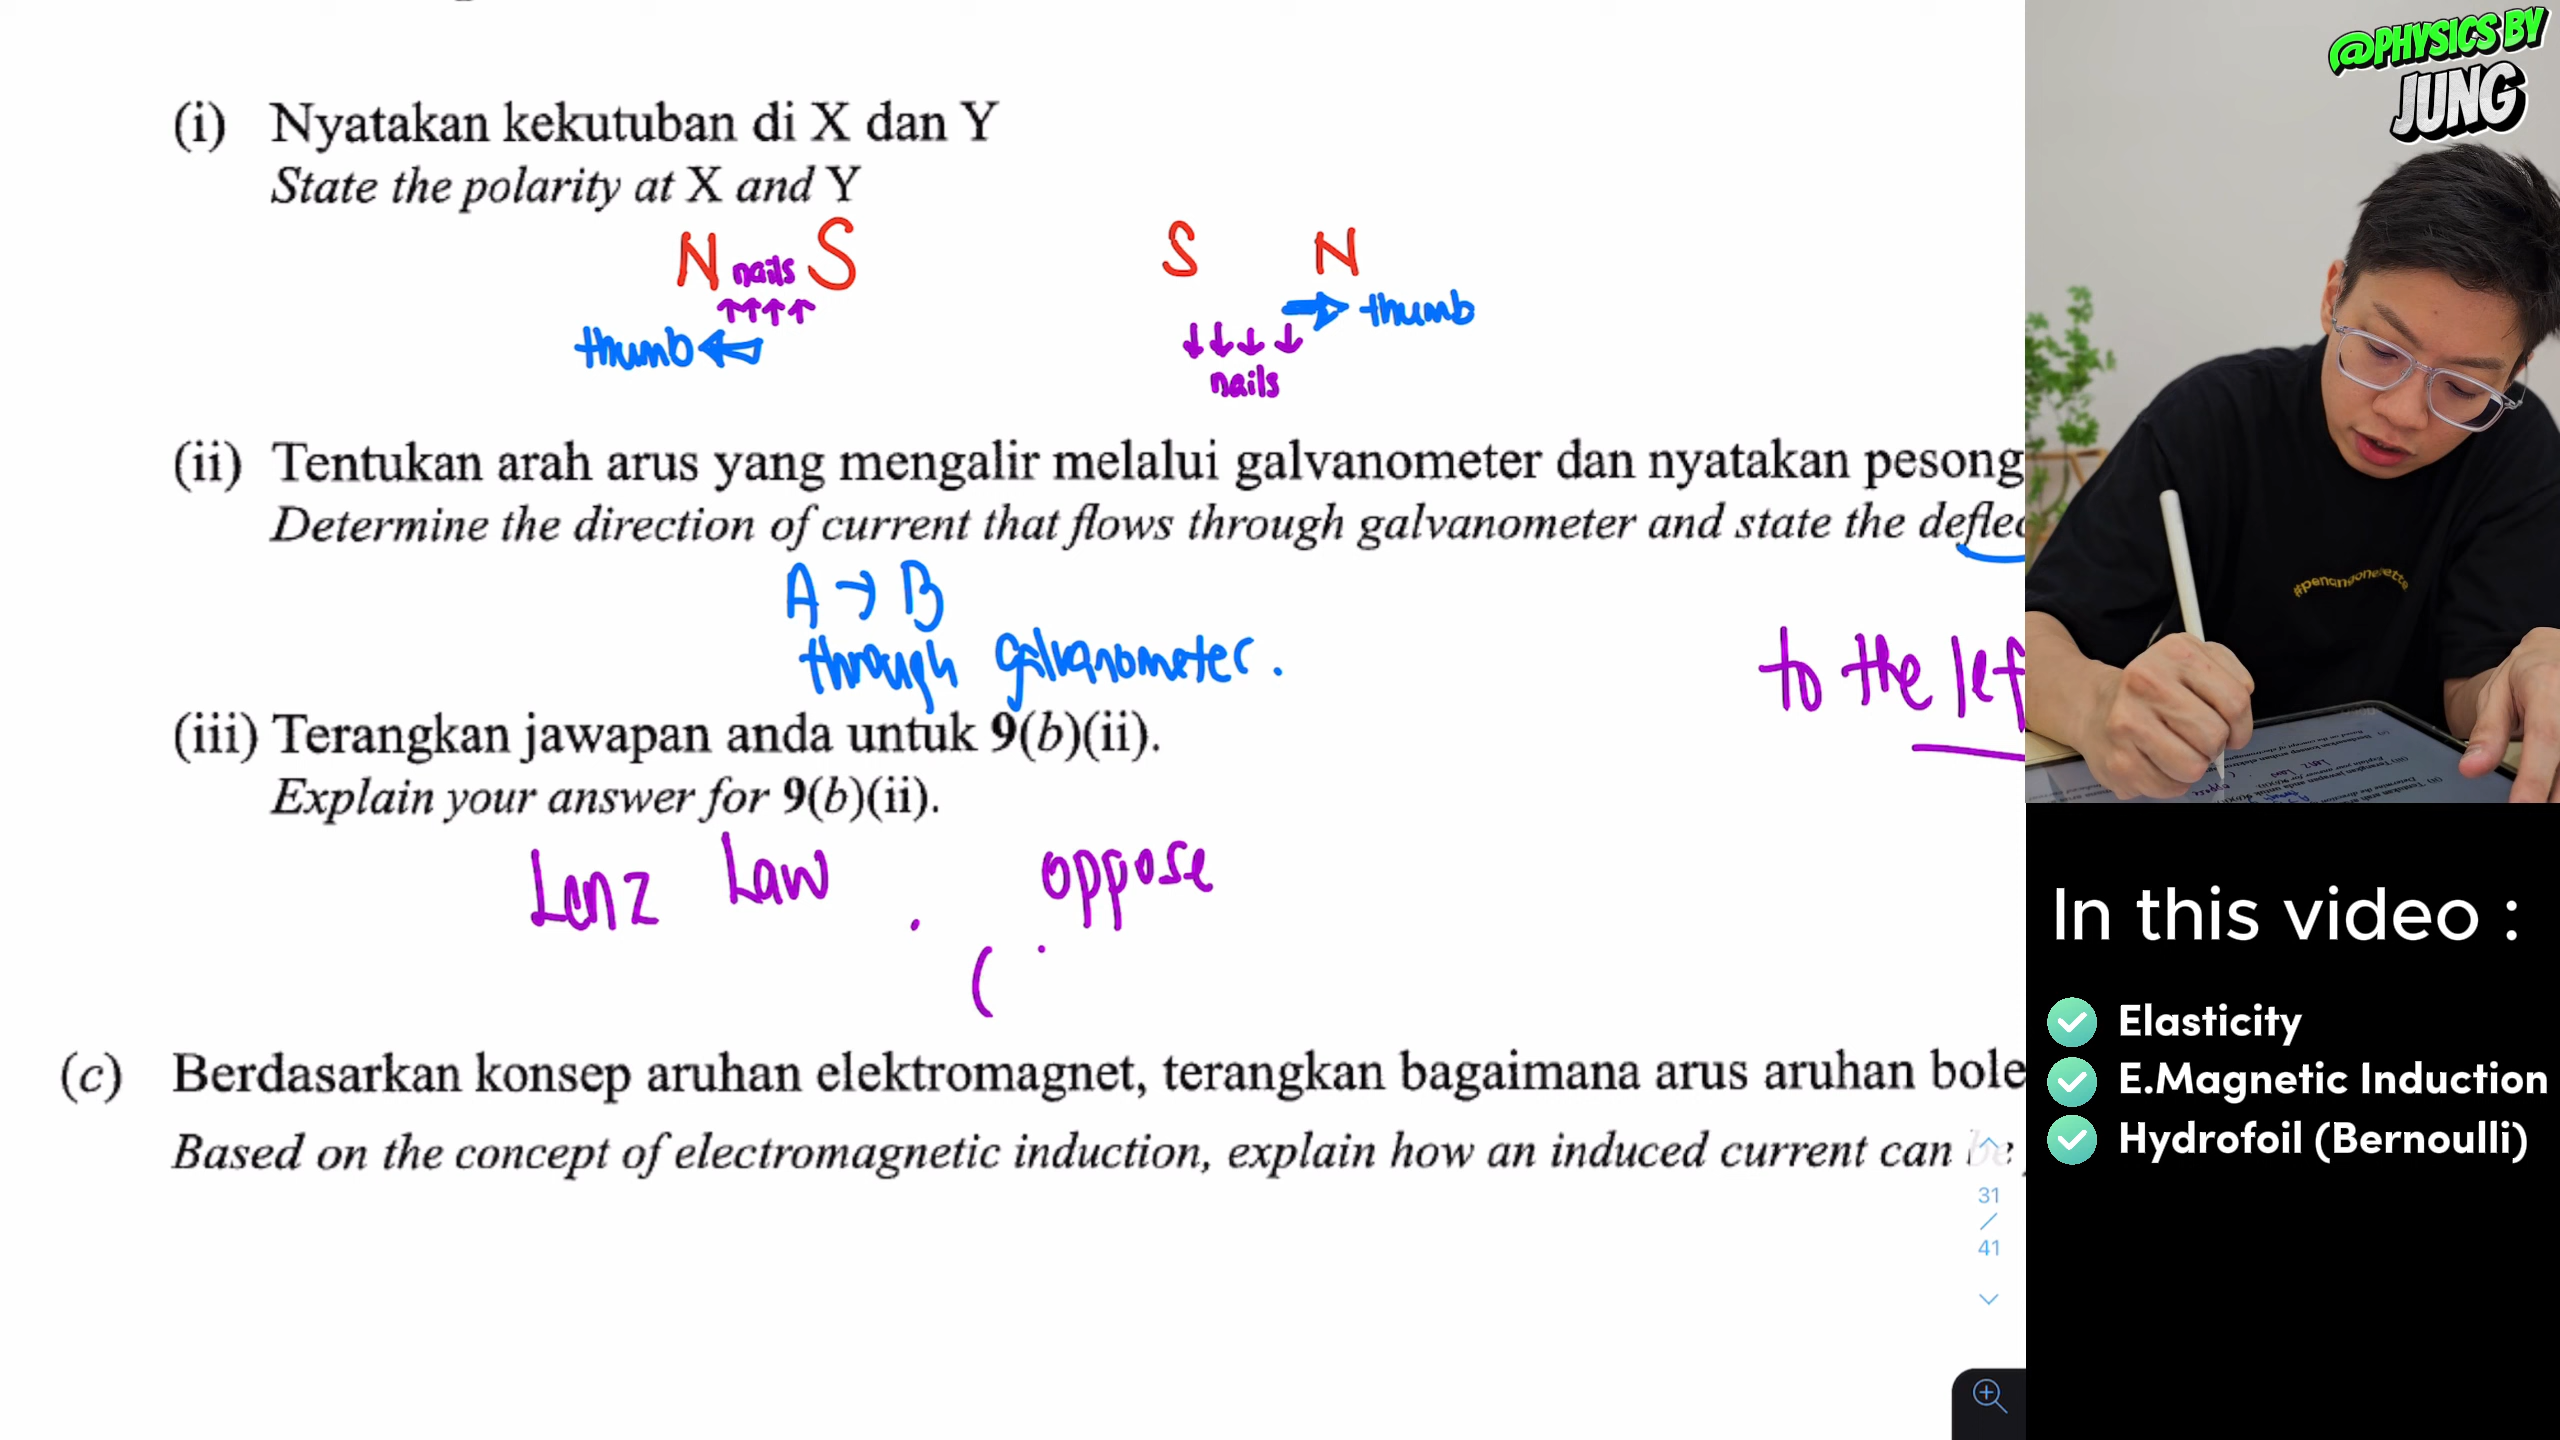 (i) Nyatakan kekutuban di X dan Y
State the polarity at X and Y
N nails S
thumb
S N
thumb
nails
(ii) Tentukan arah arus yang mengalir melalui galvanometer dan nyatakan pesong
Determine the direction of current that flows through galvanometer and state the deflec
A → B
through galvanometer.
to the lef
(iii) Terangkan jawapan anda untuk 9(b)(ii).
Explain your answer for 9(b)(ii).
Lenz Law . oppose
(
(c) Berdasarkan konsep aruhan elektromagnet, terangkan bagaimana arus aruhan bole
Based on the concept of electromagnetic induction, explain how an induced current can be
31
/
41
@PHYSICS BY
JUNG
In this video :
Elasticity
E.Magnetic Induction
Hydrofoil (Bernoulli)